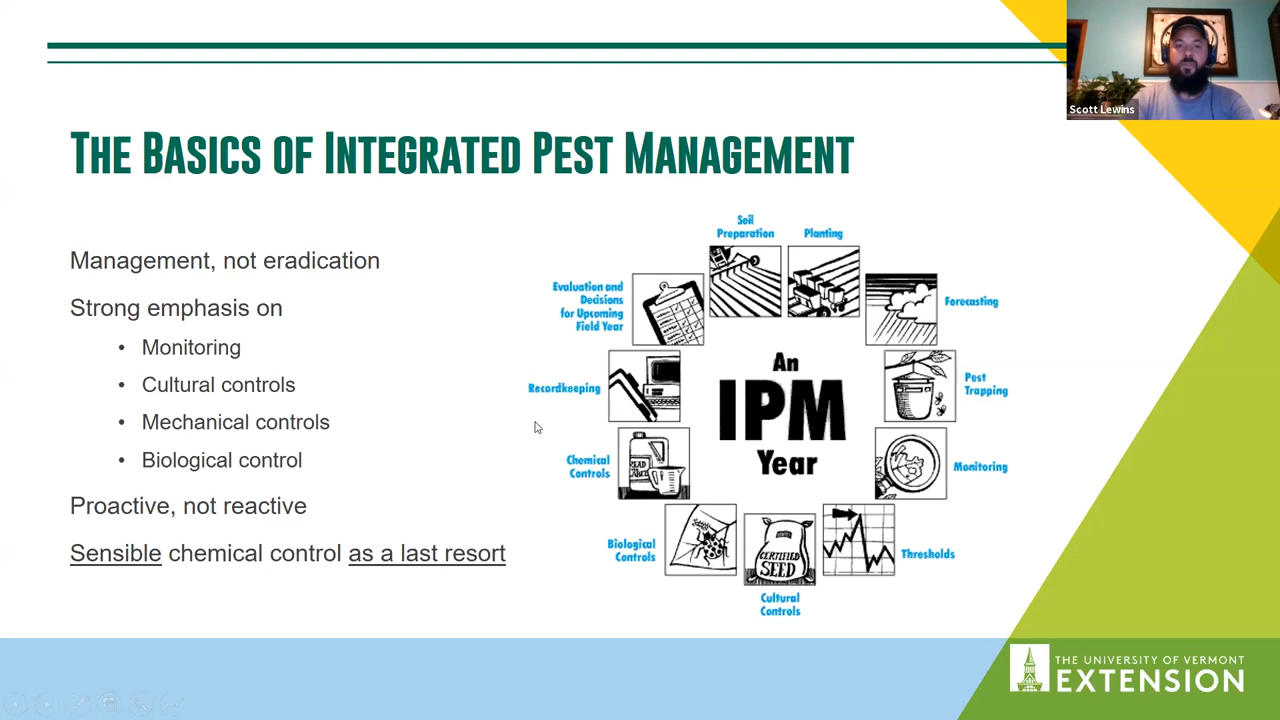 Scott Lewins
THE BASICS OF INTEGRATED PEST MANAGEMENT
Management, not eradication
Strong emphasis on
• Monitoring
• Cultural controls
• Mechanical controls
• Biological control
Proactive, not reactive
Sensible chemical control as a last resort
Soil
Preparation
Planting
Forecasting
Pest
Trapping
Monitoring
Thresholds
Cultural
Controls
Biological
Controls
Chemical
Controls
Recordkeeping
Evaluation and
Decisions
for Upcoming
Field Year
An
IPM
Year
READ
LABEL
CERTIFIED
SEED
THE UNIVERSITY OF VERMONT
EXTENSION